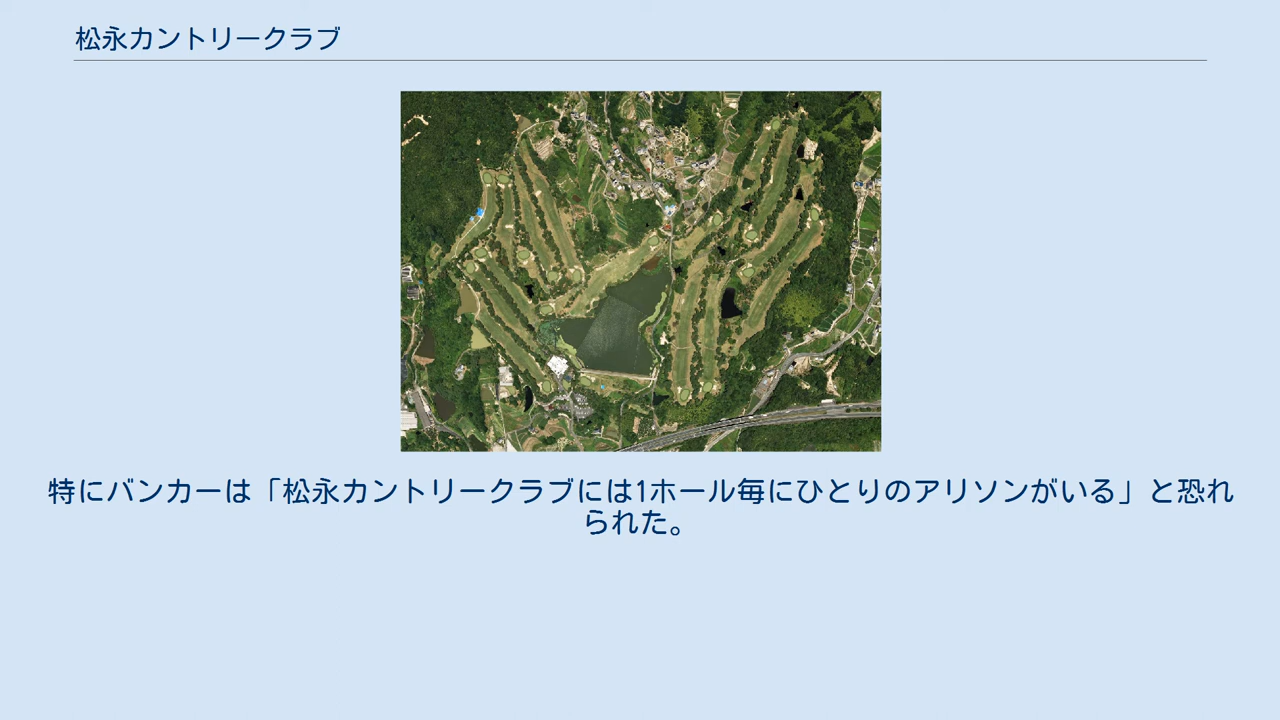 松永カントリークラブ
特にバンカーは「松永カントリークラブには1ホール毎にひとりのアリソンがいる」と恐れ
られた。